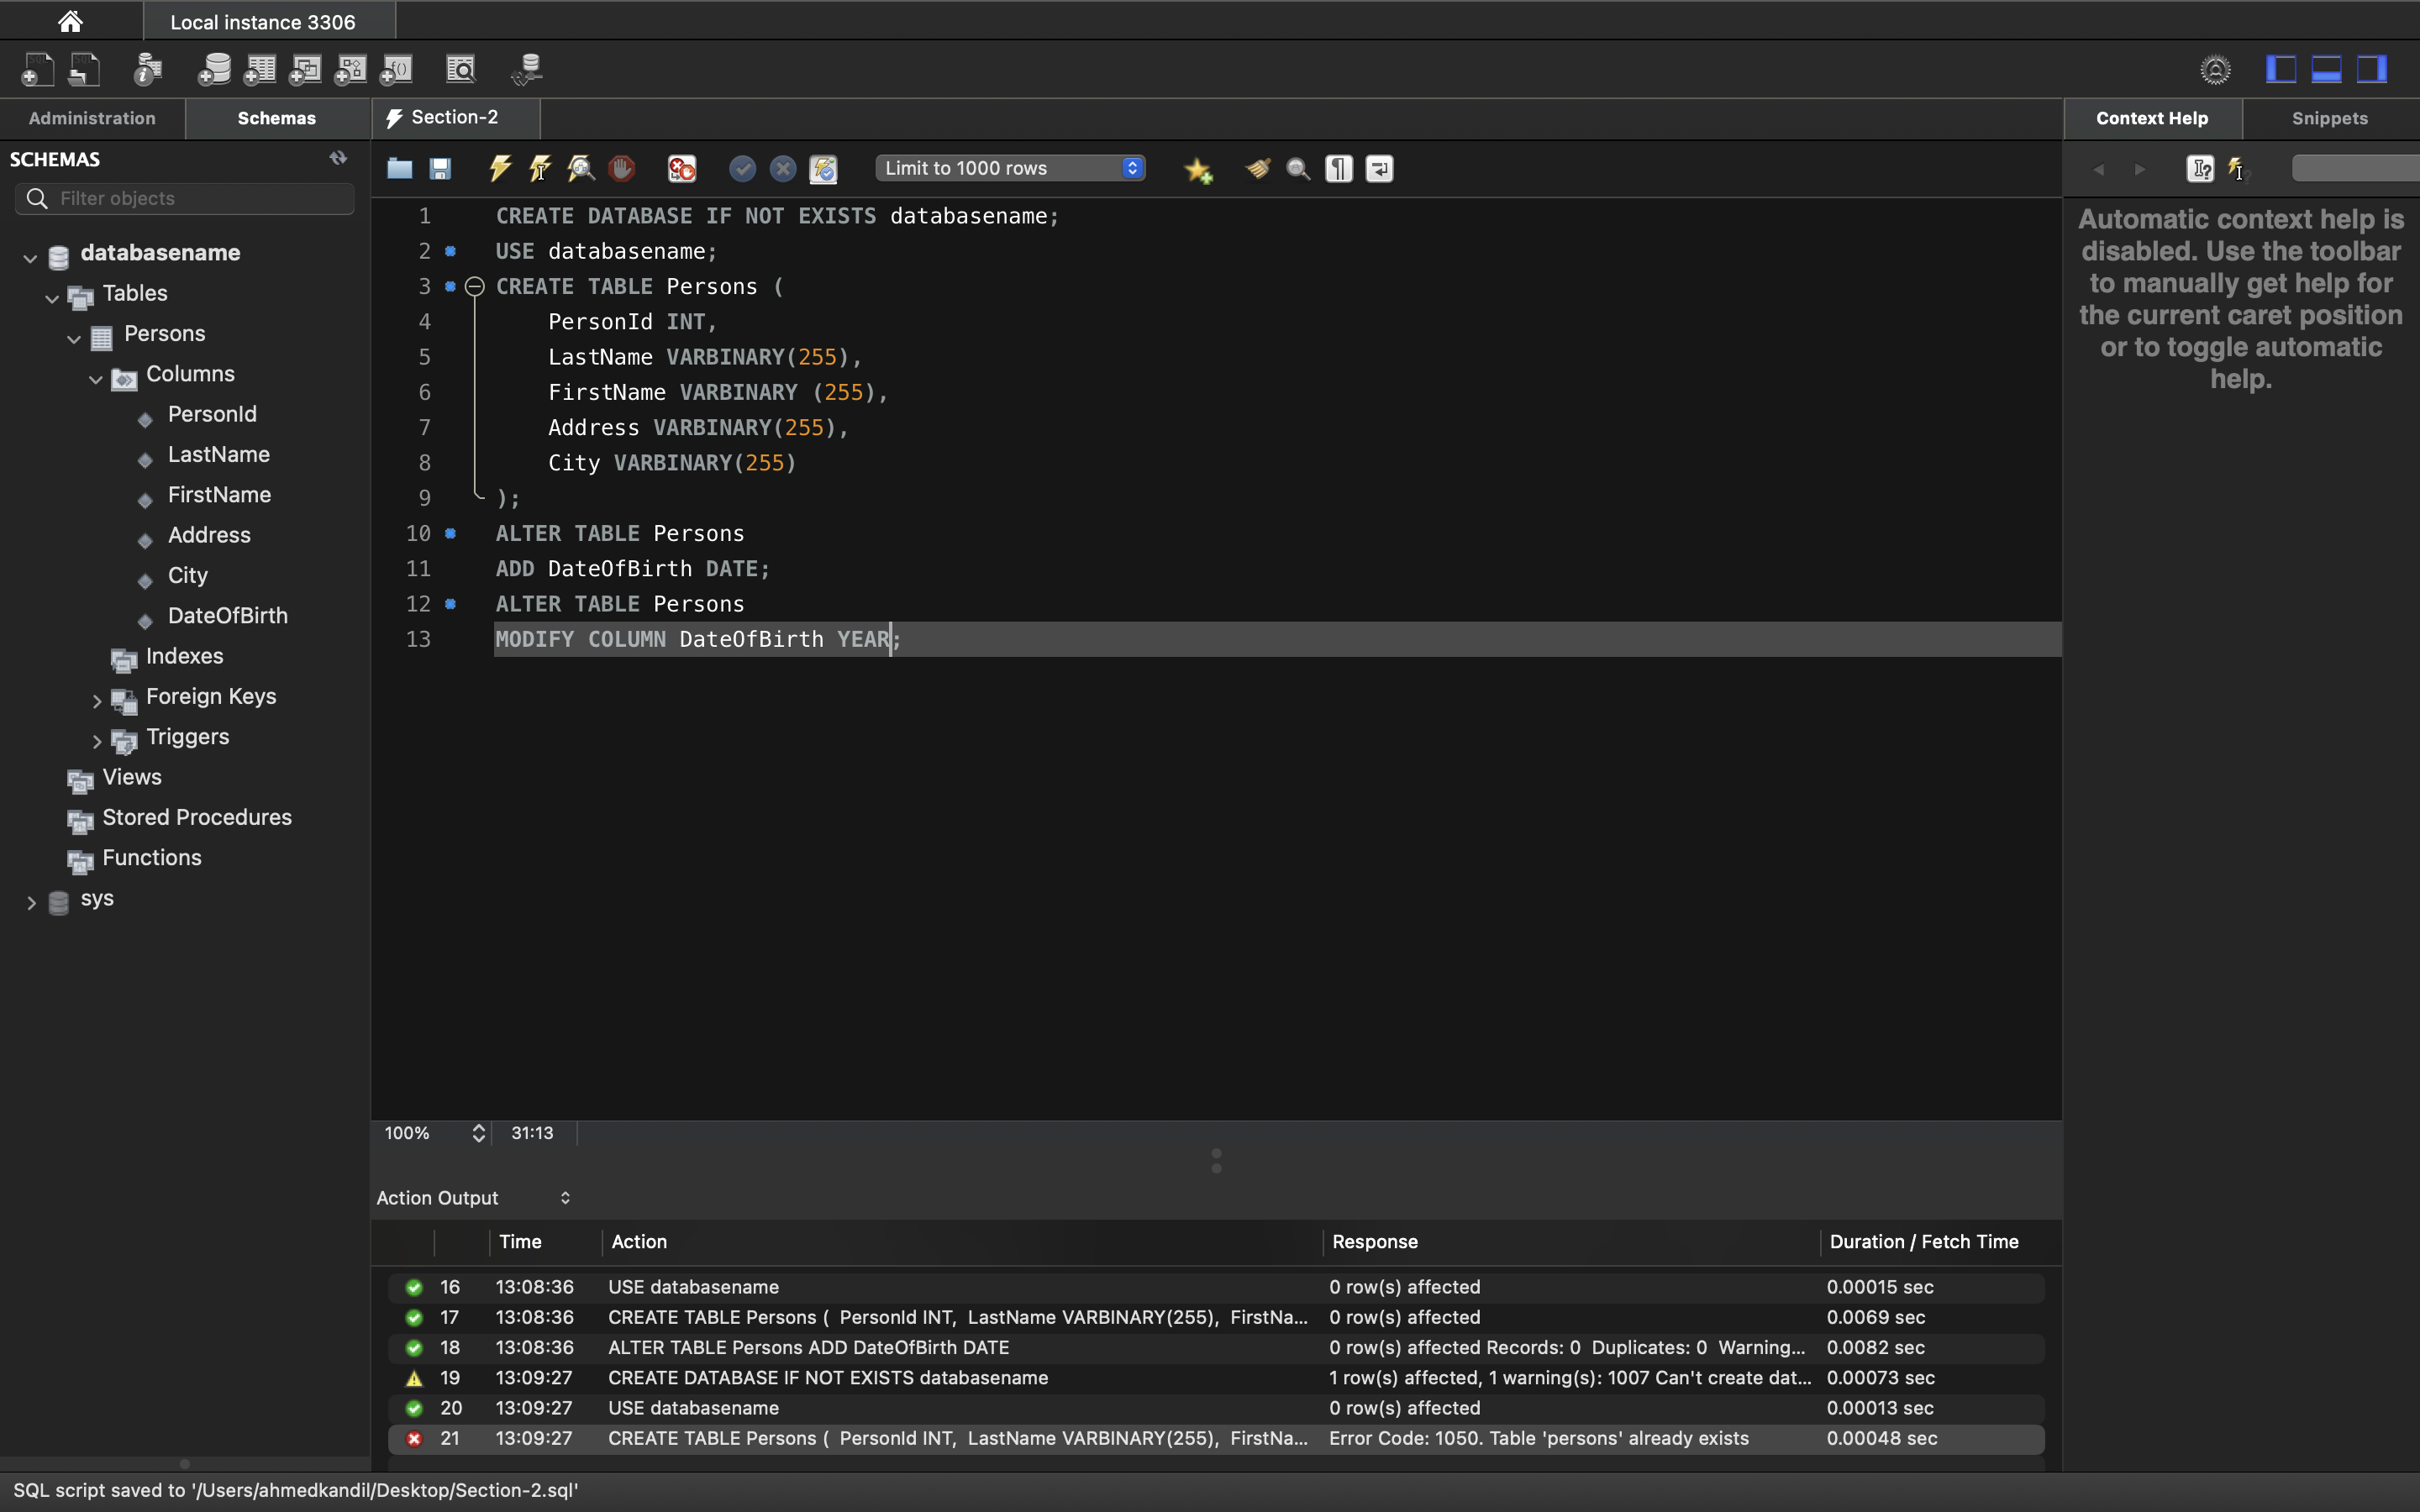 Local instance 3306
Administration
Schemas
Section-2
Context Help
Snippets
SCHEMAS
Limit to 1000 rows
Filter objects
databasename
Tables
Persons
Columns
PersonId
LastName
FirstName
Address
City
DateOfBirth
Indexes
Foreign Keys
Triggers
Views
Stored Procedures
Functions
sys
1 CREATE DATABASE IF NOT EXISTS databasename;
2 USE databasename;
3 CREATE TABLE Persons (
4 PersonId INT,
5 LastName VARBINARY(255),
6 FirstName VARBINARY (255),
7 Address VARBINARY(255),
8 City VARBINARY(255)
9 );
10 ALTER TABLE Persons
11 ADD DateOfBirth DATE;
12 ALTER TABLE Persons
13 MODIFY COLUMN DateOfBirth YEAR;
Automatic context help is
disabled. Use the toolbar
to manually get help for
the current caret position
or to toggle automatic
help.
100% 31:13
Action Output
Time Action Response Duration / Fetch Time
16 13:08:36 USE databasename 0 row(s) affected 0.00015 sec
17 13:08:36 CREATE TABLE Persons ( PersonId INT, LastName VARBINARY(255), FirstNa... 0 row(s) affected 0.0069 sec
18 13:08:36 ALTER TABLE Persons ADD DateOfBirth DATE 0 row(s) affected Records: 0 Duplicates: 0 Warning... 0.0082 sec
19 13:09:27 CREATE DATABASE IF NOT EXISTS databasename 1 row(s) affected, 1 warning(s): 1007 Can't create dat... 0.00073 sec
20 13:09:27 USE databasename 0 row(s) affected 0.00013 sec
21 13:09:27 CREATE TABLE Persons ( PersonId INT, LastName VARBINARY(255), FirstNa... Error Code: 1050. Table 'persons' already exists 0.00048 sec
SQL script saved to '/Users/ahmedkandil/Desktop/Section-2.sql'